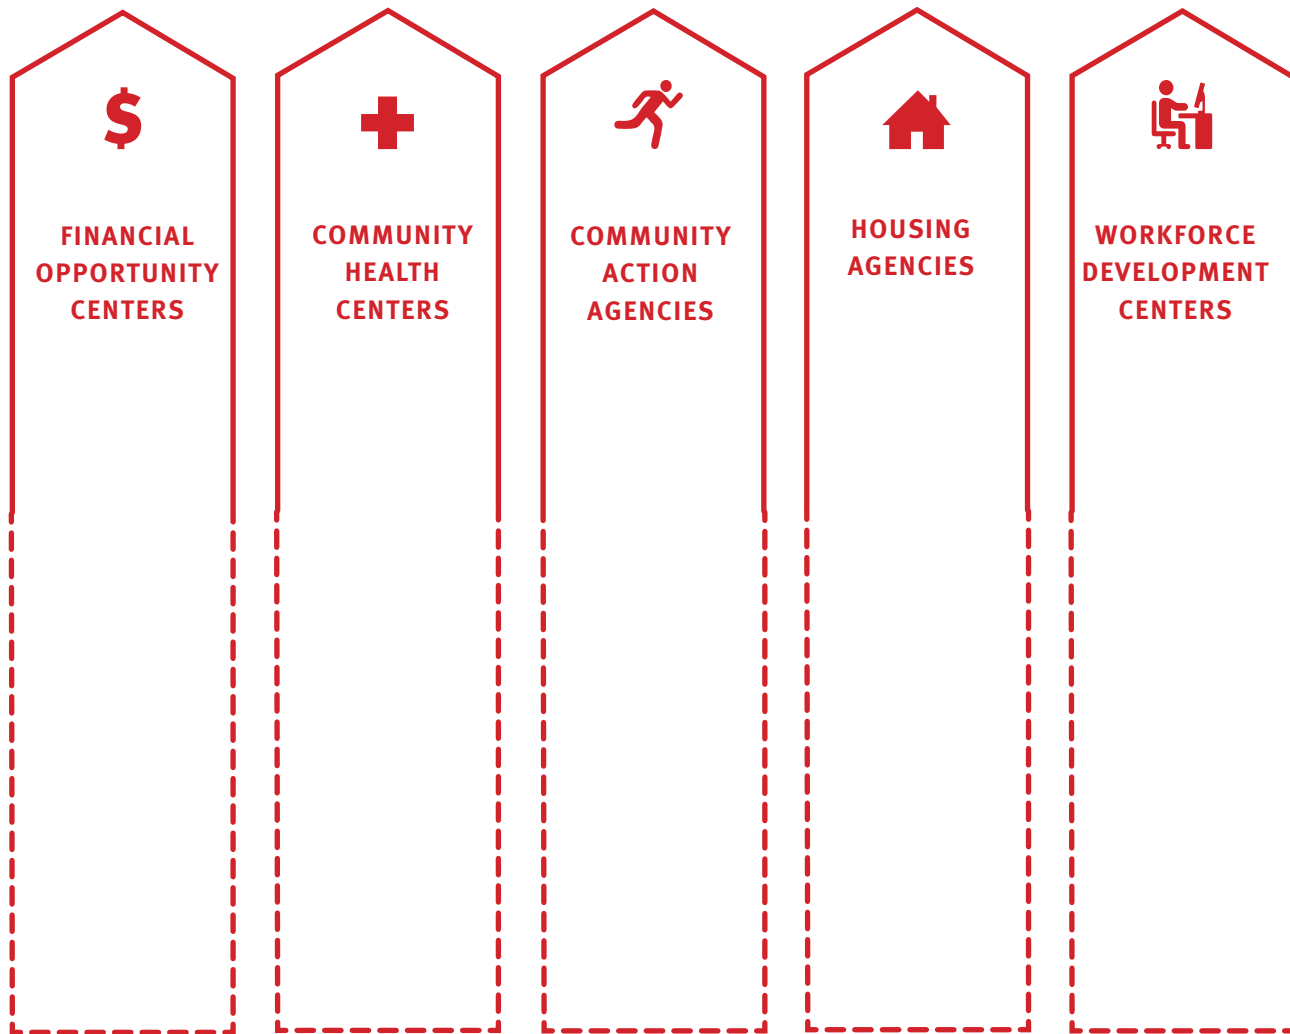 $
FINANCIAL
OPPORTUNITY
CENTERS
COMMUNITY
HEALTH
CENTERS
COMMUNITY
ACTION
AGENCIES
HOUSING
AGENCIES
WORKFORCE
DEVELOPMENT
CENTERS